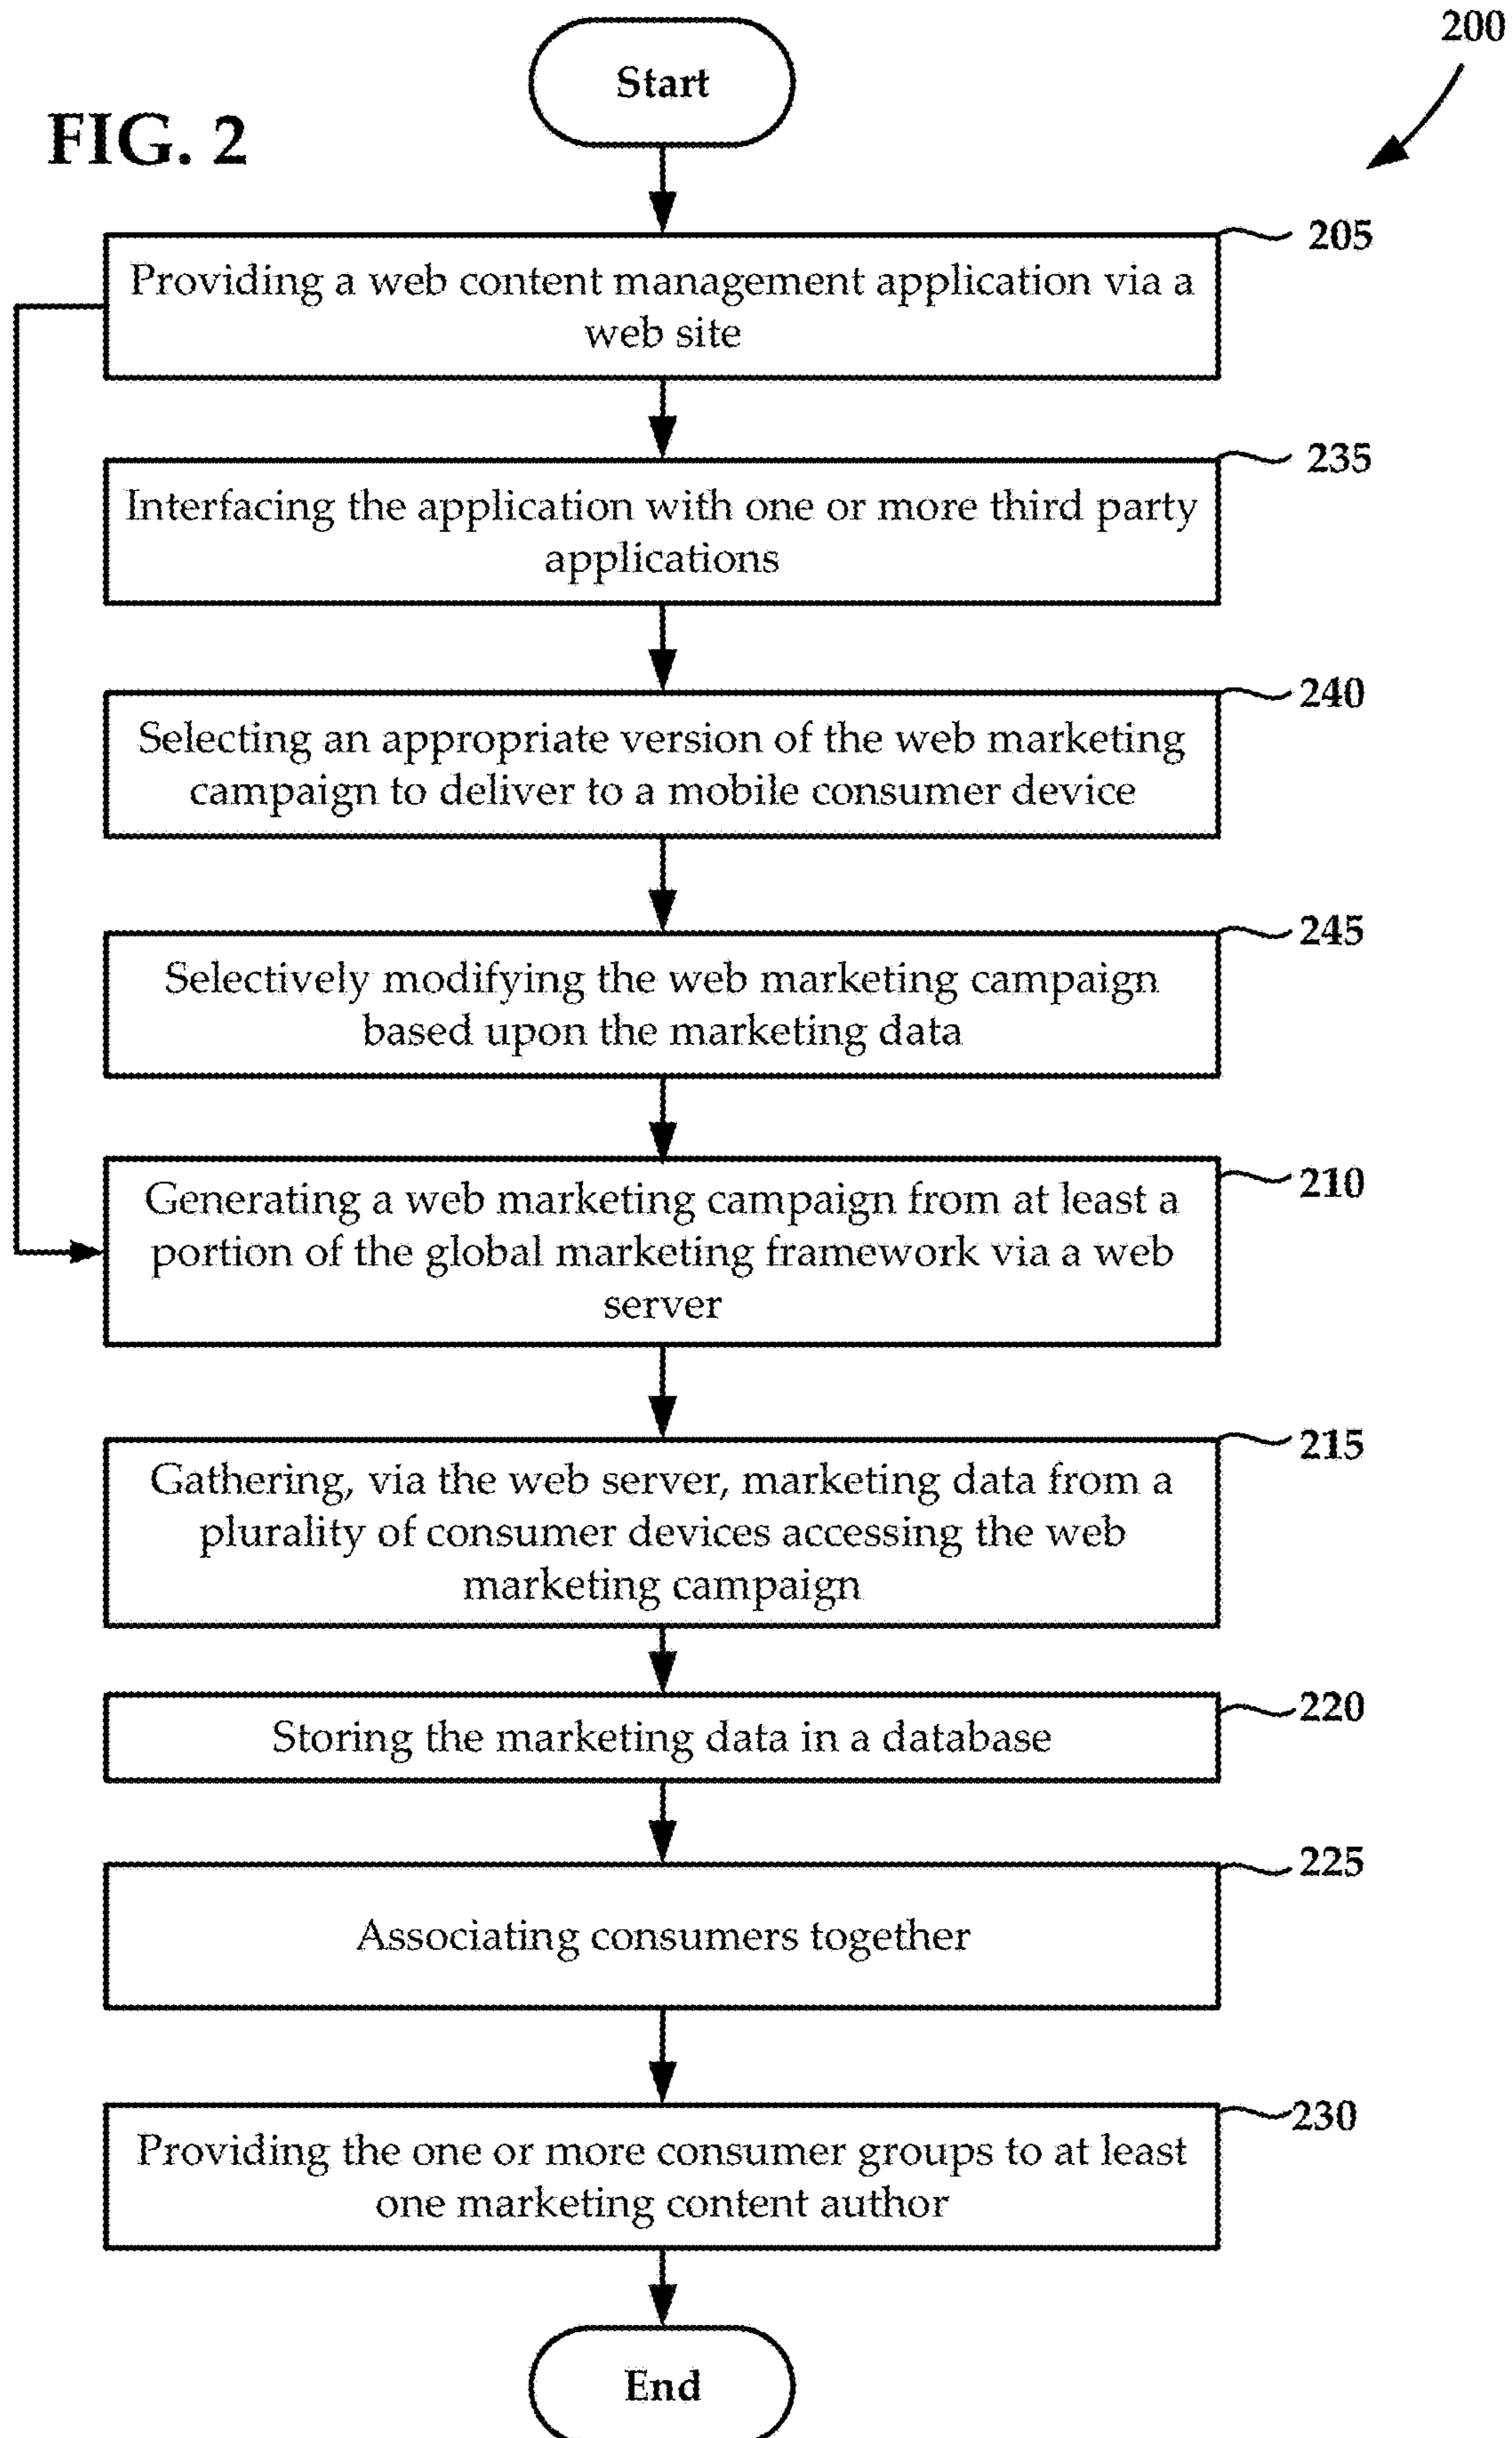 200
Start
FIG. 2
205
Providing a web content management application via a
web site
235
Interfacing the application with one or more third party
applications
240
Selecting an appropriate version of the web marketing
campaign to deliver to a mobile consumer device
245
Selectively modifying the web marketing campaign
based upon the marketing data
210
Generating a web marketing campaign from at least a
portion of the global marketing framework via a web
server
215
Gathering, via the web server, marketing data from a
plurality of consumer devices accessing the web
marketing campaign
220
Storing the marketing data in a database
225
Associating consumers together
230
Providing the one or more consumer groups to at least
one marketing content author
End